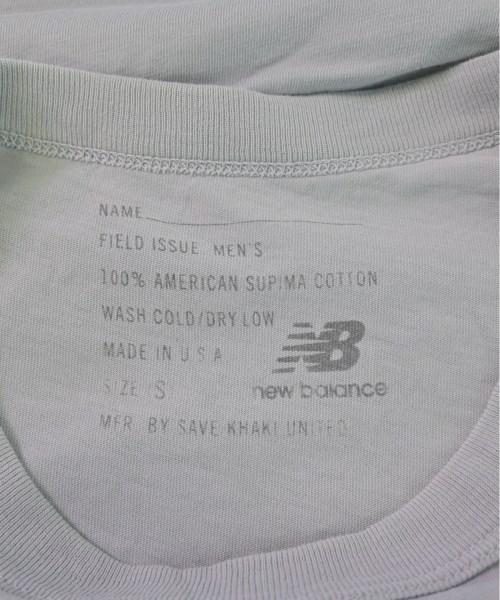 NAME
FIELD ISSUE MEN'S
100% AMERICAN SUPIMA COTTON
WASH COLD/DRY LOW
MADE IN U S A
SIZE S
NB
new balance
MFR. BY SAVE KHAKI UNITED